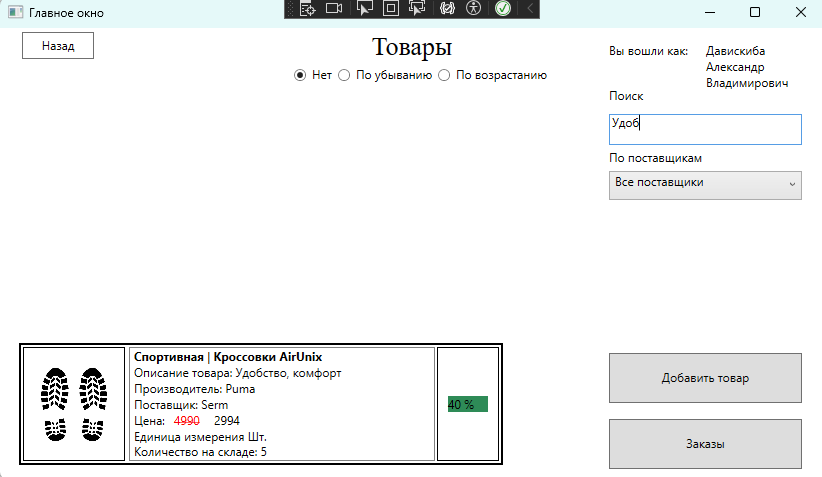 Главное окно
Назад
Товары
Нет По убыванию По возрастанию
Вы вошли как: Давискиба
Александр
Владимирович
Поиск
Удоб
По поставщикам
Все поставщики
Спортивная | Кроссовки AirUnix
Описание товара: Удобство, комфорт
Производитель: Puma
Поставщик: Serm
Цена: 4990 2994
Единица измерения Шт.
Количество на складе: 5
40 %
Добавить товар
Заказы